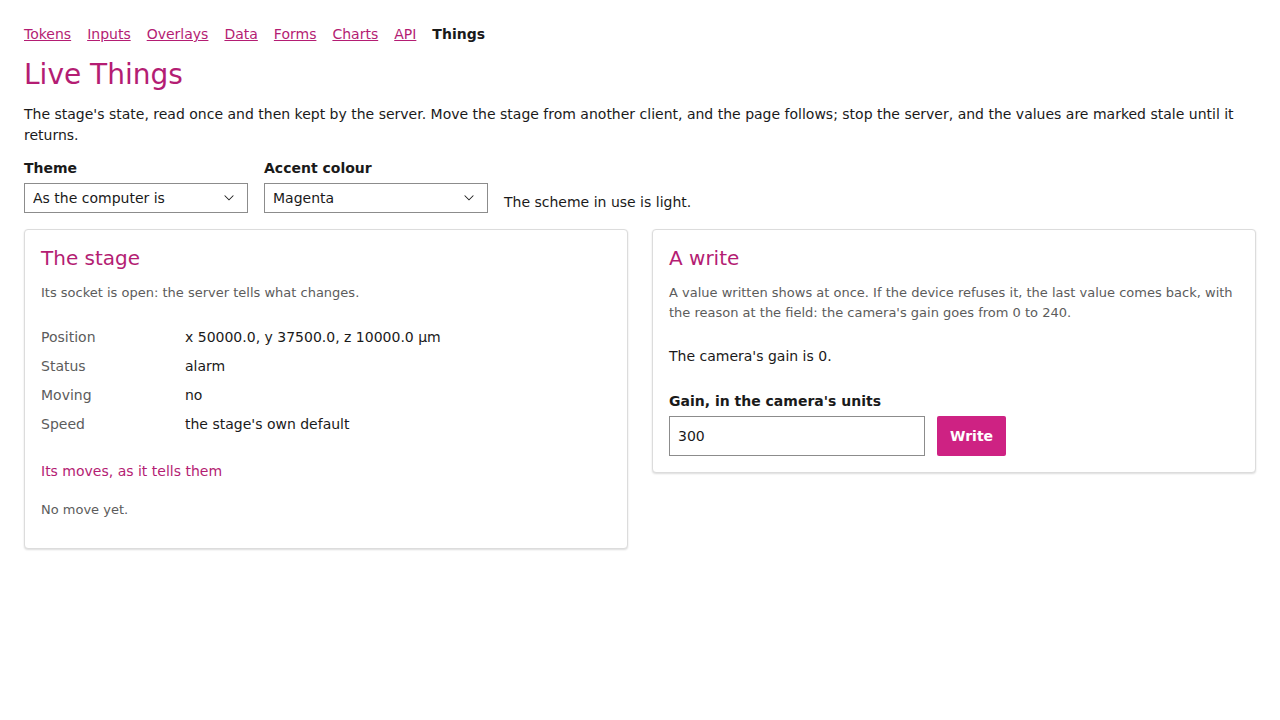 Tokens Inputs Overlays Data Forms Charts API Things
Live Things
The stage's state, read once and then kept by the server. Move the stage from another client, and the page follows; stop the server, and the values are marked stale until it
returns.
Theme
As the computer is
Accent colour
Magenta
The scheme in use is light.
The stage
Its socket is open: the server tells what changes.
Position x 50000.0, y 37500.0, z 10000.0 µm
Status alarm
Moving no
Speed the stage's own default
Its moves, as it tells them
No move yet.
A write
A value written shows at once. If the device refuses it, the last value comes back, with
the reason at the field: the camera's gain goes from 0 to 240.
The camera's gain is 0.
Gain, in the camera's units
300 Write